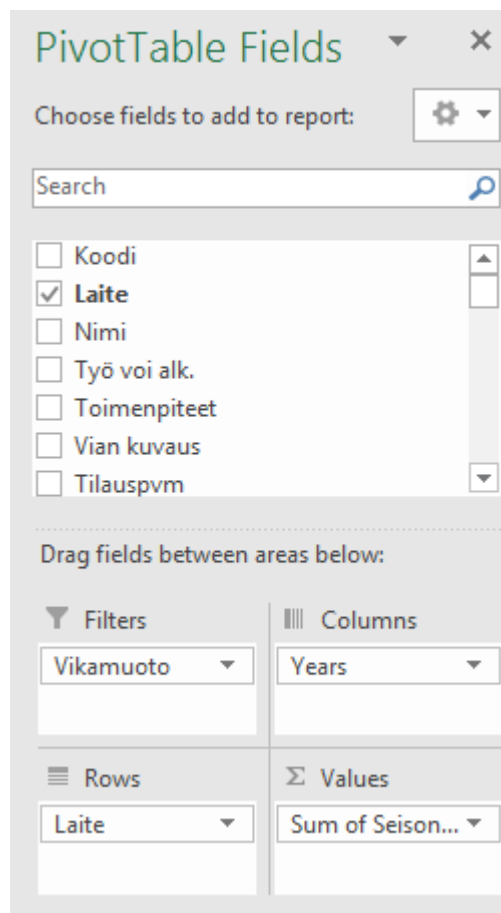 PivotTable Fields
Choose fields to add to report:
Search
Koodi
Laite
Nimi
Työ voi alk.
Toimenpiteet
Vian kuvaus
Tilauspvm
Drag fields between areas below:
Filters
Columns
Vikamuoto
Years
Rows
Σ Values
Laite
Sum of Seison...